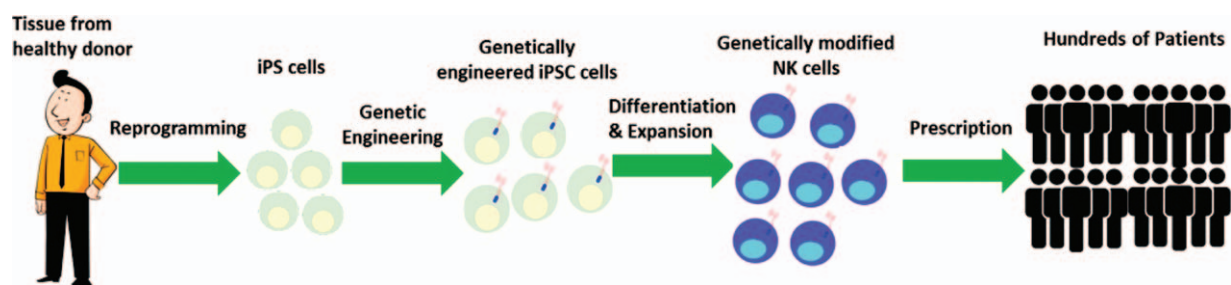 Tissue from
healthy donor
Reprogramming
iPS cells
Genetic
Engineering
Genetically
engineered iPSC cells
Differentiation
& Expansion
Genetically modified
NK cells
Prescription
Hundreds of Patients